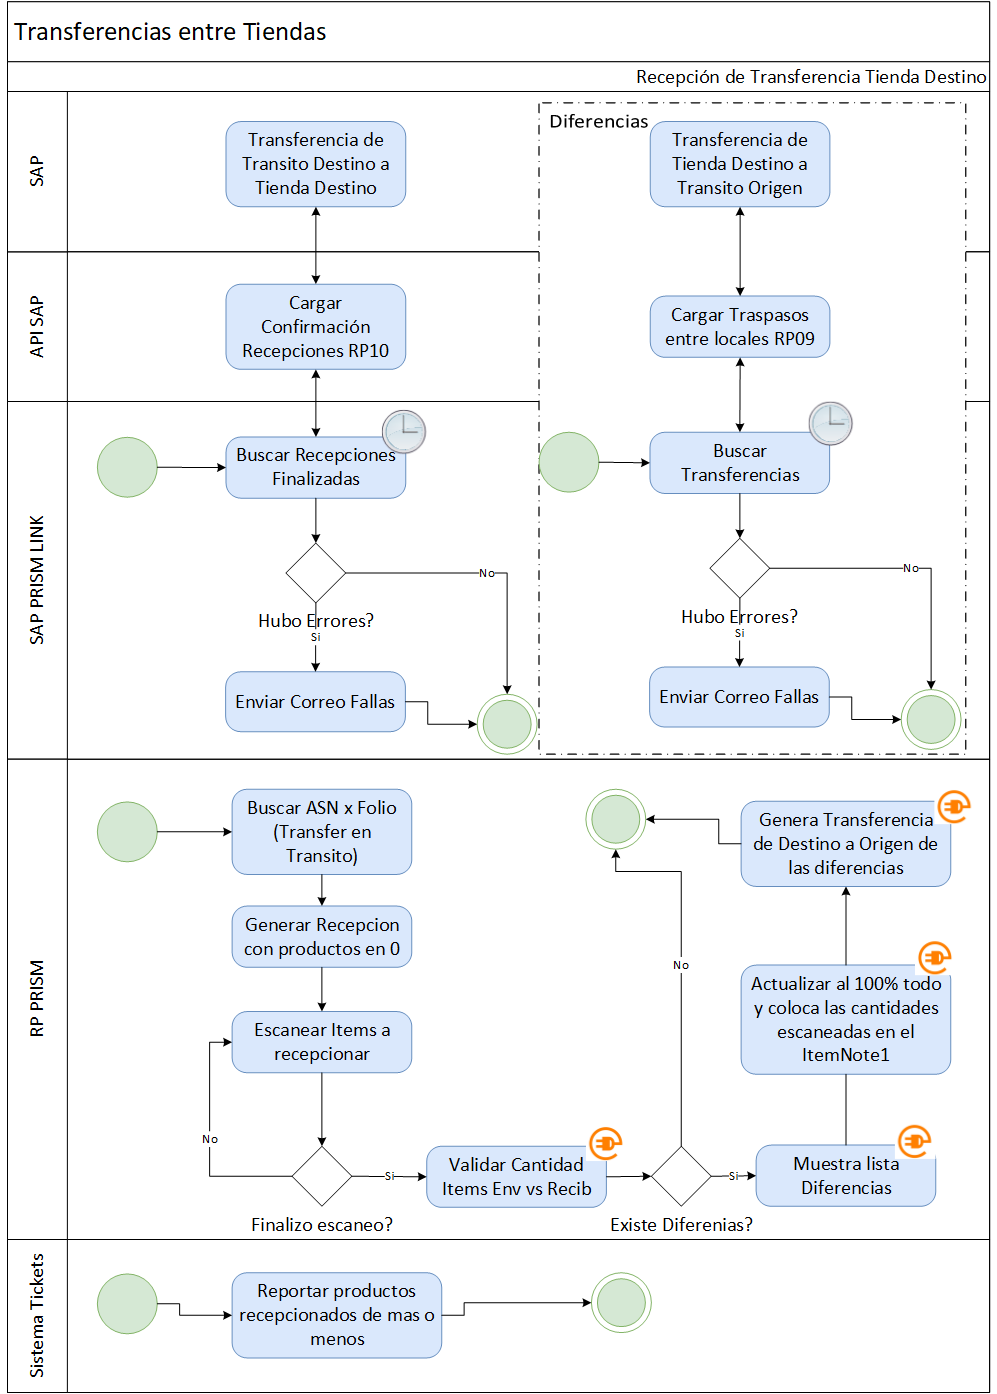 Transferencias entre Tiendas
Recepción de Transferencia Tienda Destino
SAP
Transferencia de
Transito Destino a
Tienda Destino
Diferencias
Transferencia de
Tienda Destino a
Transito Origen
API SAP
Cargar
Confirmación
Recepciones RP10
Cargar Traspasos
entre locales RP09
SAP PRISM LINK
Buscar Recepciones
Finalizadas
Buscar
Transferencias
No
Hubo Errores?
Si
No
Hubo Errores?
Si
Enviar Correo Fallas
Enviar Correo Fallas
RP PRISM
Buscar ASN x Folio
(Transfer en
Transito)
Generar Recepcion
con productos en 0
Escanear Items a
recepcionar
No
Si
Finalizo escaneo?
Validar Cantidad
Items Env vs Recib
No
Si
Existe Diferenias?
Muestra lista
Diferencias
Actualizar al 100% todo
y coloca las cantidades
escaneadas en el
ItemNote1
Genera Transferencia
de Destino a Origen de
las diferencias
Sistema Tickets
Reportar productos
recepcionados de mas o
menos